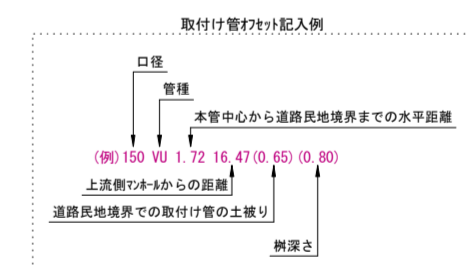 取付け管ｵﾌｾｯﾄ記入例
口径
管種
本管中心から道路民地境界までの水平距離
(例)150 VU 1.72 16.47(0.65)(0.80)
上流側ﾏﾝﾎｰﾙからの距離
道路民地境界での取付け管の土被り
桝深さ